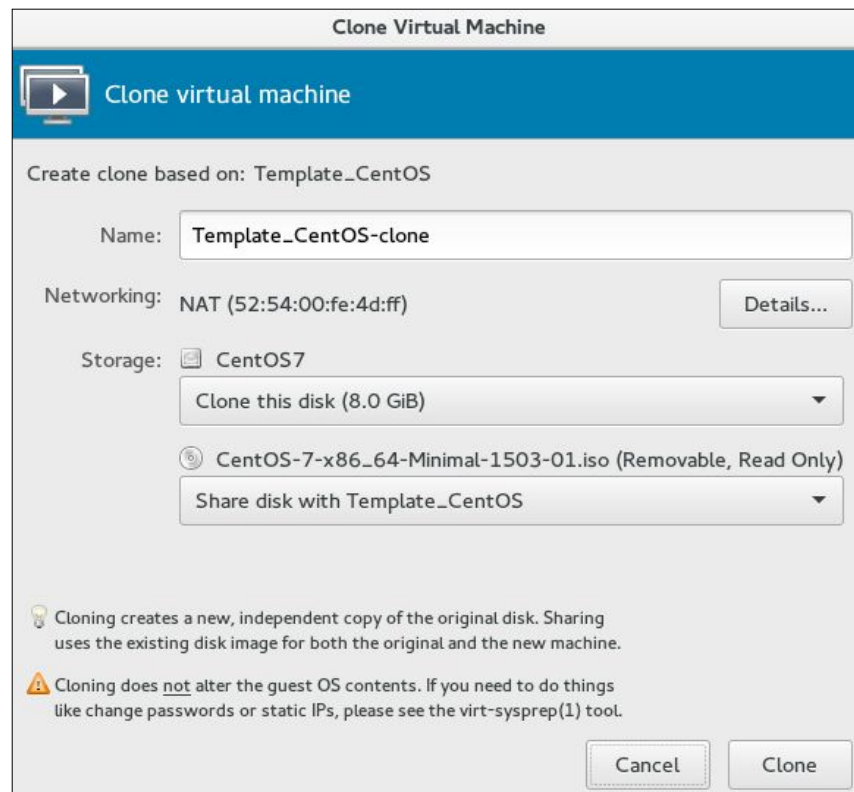 Clone Virtual Machine
Clone virtual machine
Create clone based on: Template_CentOS
Name: Template_CentOS-clone
Networking: NAT (52:54:00:fe:4d:ff) Details...
Storage: CentOS7
Clone this disk (8.0 GiB)
CentOS-7-x86_64-Minimal-1503-01.iso (Removable, Read Only)
Share disk with Template_CentOS
Cloning creates a new, independent copy of the original disk. Sharing
uses the existing disk image for both the original and the new machine.
Cloning does not alter the guest OS contents. If you need to do things
like change passwords or static IPs, please see the virt-sysprep(1) tool.
Cancel Clone